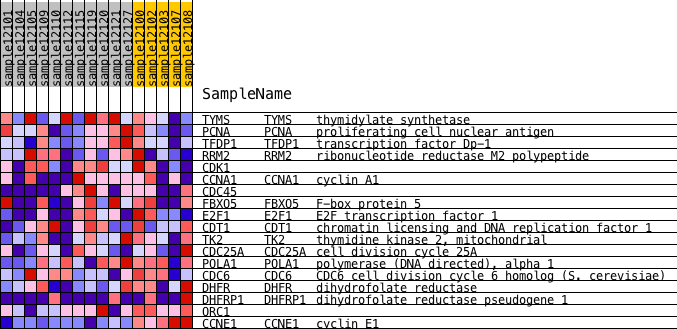 sample12101
sample12104
sample12105
sample12109
sample12110
sample12112
sample12115
sample12119
sample12120
sample12121
sample12127
sample12100
sample12102
sample12103
sample12107
sample12108
SampleName
TYMS TYMS thymidylate synthetase
PCNA PCNA proliferating cell nuclear antigen
TFDP1 TFDP1 transcription factor Dp-1
RRM2 RRM2 ribonucleotide reductase M2 polypeptide
CDK1
CCNA1 CCNA1 cyclin A1
CDC45
FBXO5 FBXO5 F-box protein 5
E2F1 E2F1 E2F transcription factor 1
CDT1 CDT1 chromatin licensing and DNA replication factor 1
TK2 TK2 thymidine kinase 2, mitochondrial
CDC25A CDC25A cell division cycle 25A
POLA1 POLA1 polymerase (DNA directed), alpha 1
CDC6 CDC6 CDC6 cell division cycle 6 homolog (S. cerevisiae)
DHFR DHFR dihydrofolate reductase
DHFRP1 DHFRP1 dihydrofolate reductase pseudogene 1
ORC1
CCNE1 CCNE1 cyclin E1